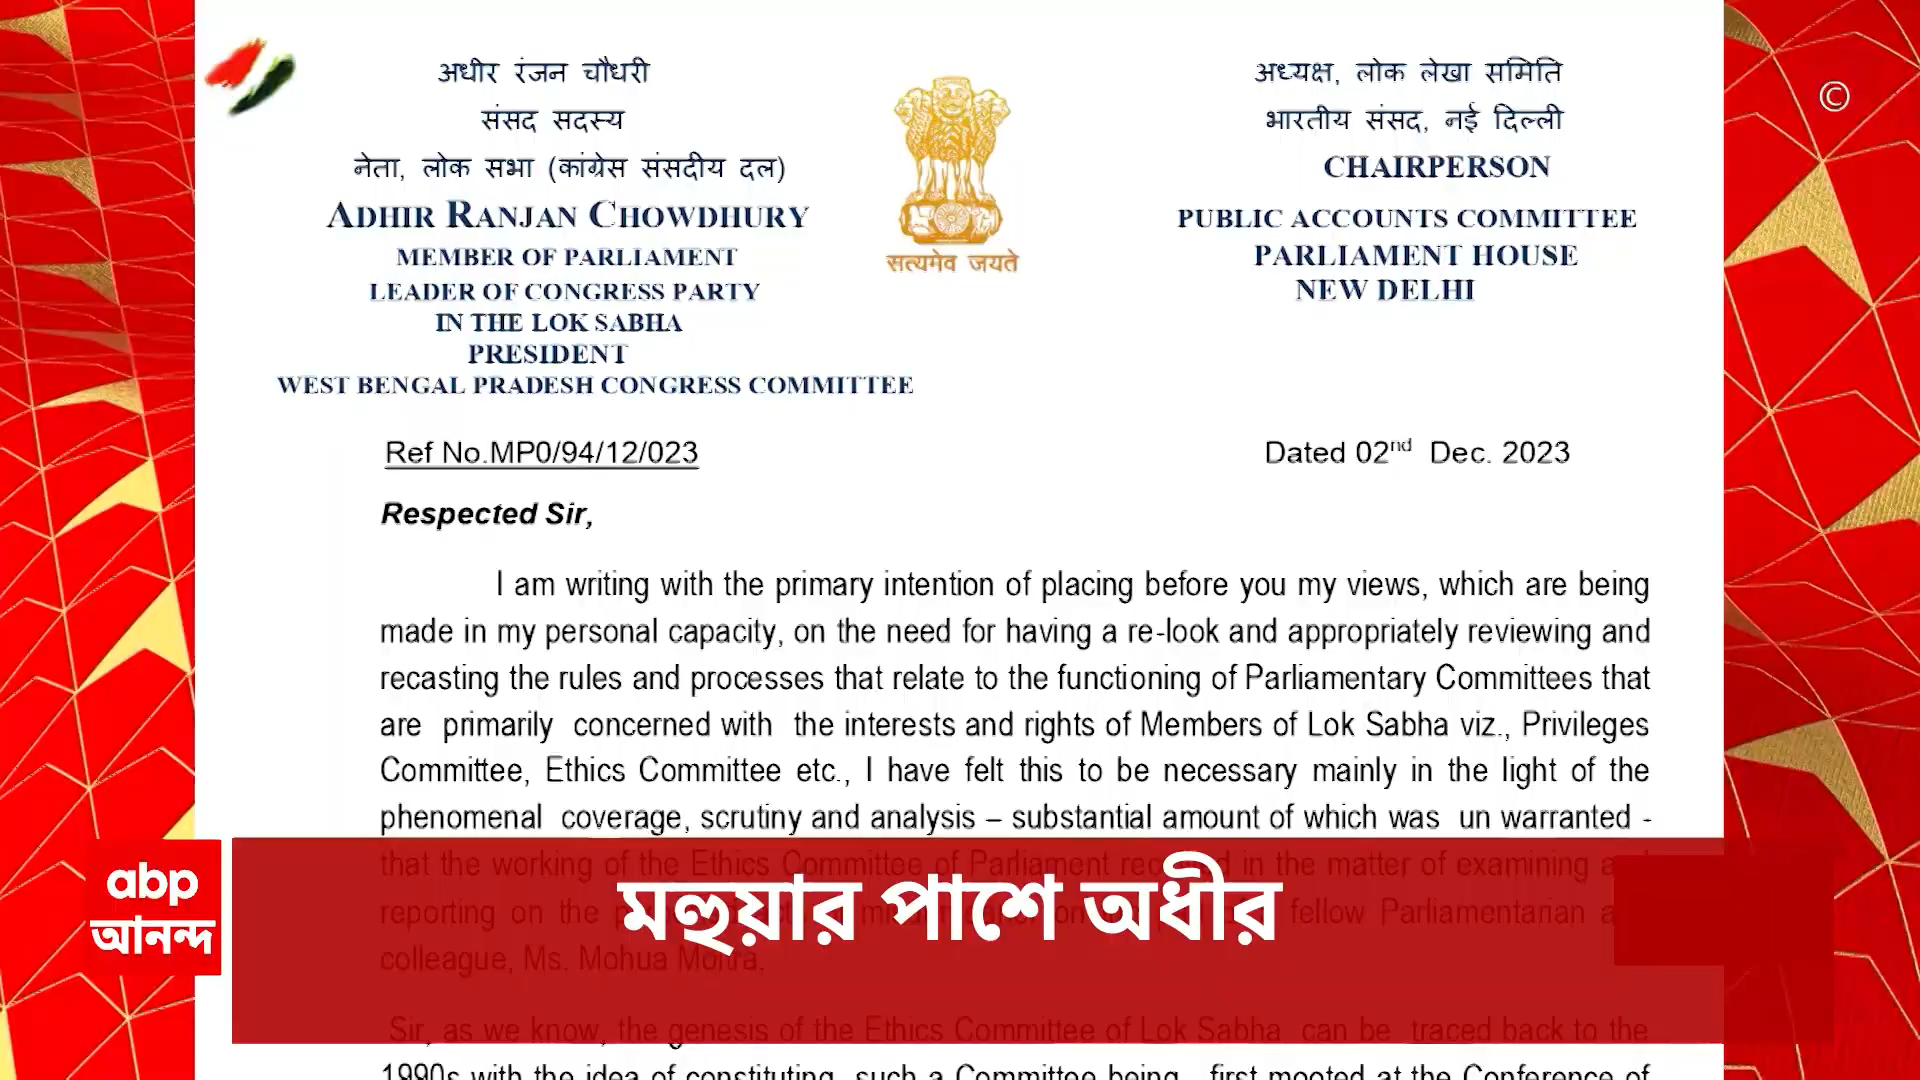 अधीर रंजन चौधरी
संसद सदस्य
नेता, लोक सभा (कांग्रेस संसदीय दल)
ADHIR RANJAN CHOWDHURY
MEMBER OF PARLIAMENT
LEADER OF CONGRESS PARTY
IN THE LOK SABHA
PRESIDENT
WEST BENGAL PRADESH CONGRESS COMMITTEE
सत्यमेव जयते
अध्यक्ष, लोक लेखा समिति
भारतीय संसद, नई दिल्ली
CHAIRPERSON
PUBLIC ACCOUNTS COMMITTEE
PARLIAMENT HOUSE
NEW DELHI
©
Ref No.MP0/94/12/023
Dated 02nd Dec. 2023
Respected Sir,
I am writing with the primary intention of placing before you my views, which are being
made in my personal capacity, on the need for having a re-look and appropriately reviewing and
recasting the rules and processes that relate to the functioning of Parliamentary Committees that
are primarily concerned with the interests and rights of Members of Lok Sabha viz., Privileges
Committee, Ethics Committee etc., I have felt this to be necessary mainly in the light of the
phenomenal coverage, scrutiny and analysis – substantial amount of which was un warranted -
that the working of the Ethics Committee of Parliament in the matter of examining
reporting on the fellow Parliamentarian
colleague, Ms. Mohua Moitra.
Sir, as we know, the genesis of the Ethics Committee of Lok Sabha can be traced back to the
1990s with the idea of constituting such a Committee being first mooted at the Conference of
abp
আনন্দ
মহুয়ার পাশে অধীর